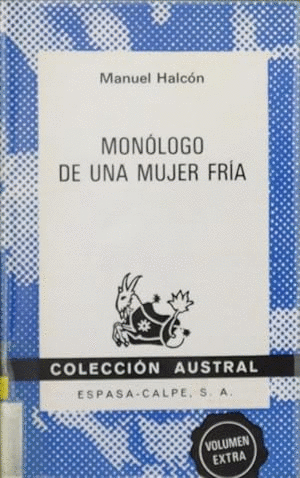 Manuel Halcón
MONÓLOGO
DE UNA MUJER FRÍA
COLECCIÓN AUSTRAL
ESPASA-CALPE, S. A.
VOLUMEN
EXTRA